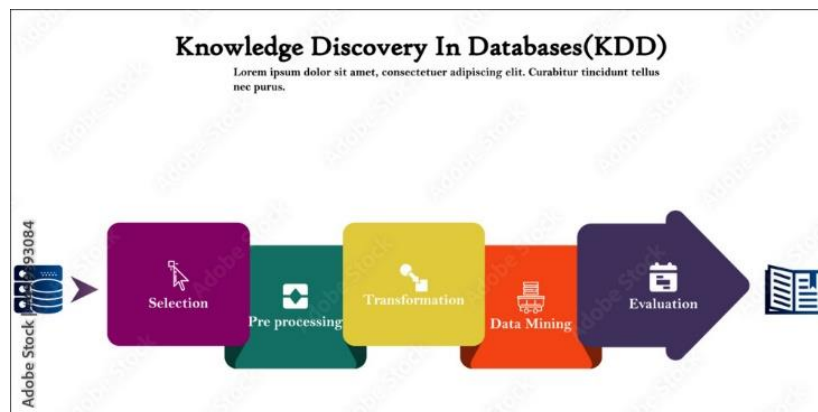 Knowledge Discovery In Databases(KDD)
Lorem ipsum dolor sit amet, consectetuer adipiscing elit. Curabitur tincidunt tellus
nec purus.
Selection
Pre processing
Transformation
Data Mining
Evaluation
Adobe Stock